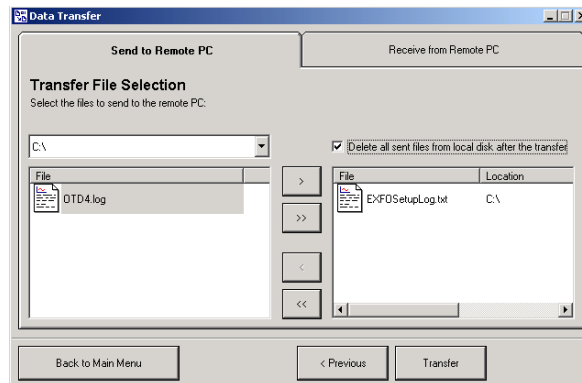 Data Transfer
Send to Remote PC
Receive from Remote PC
Transfer File Selection
Select the files to send to the remote PC:
C:\
Delete all sent files from local disk after the transfer
File
OTD4.log
>
>>
<
<<
File Location
EXFOSetupLog.txt C:\
Back to Main Menu
< Previous
Transfer